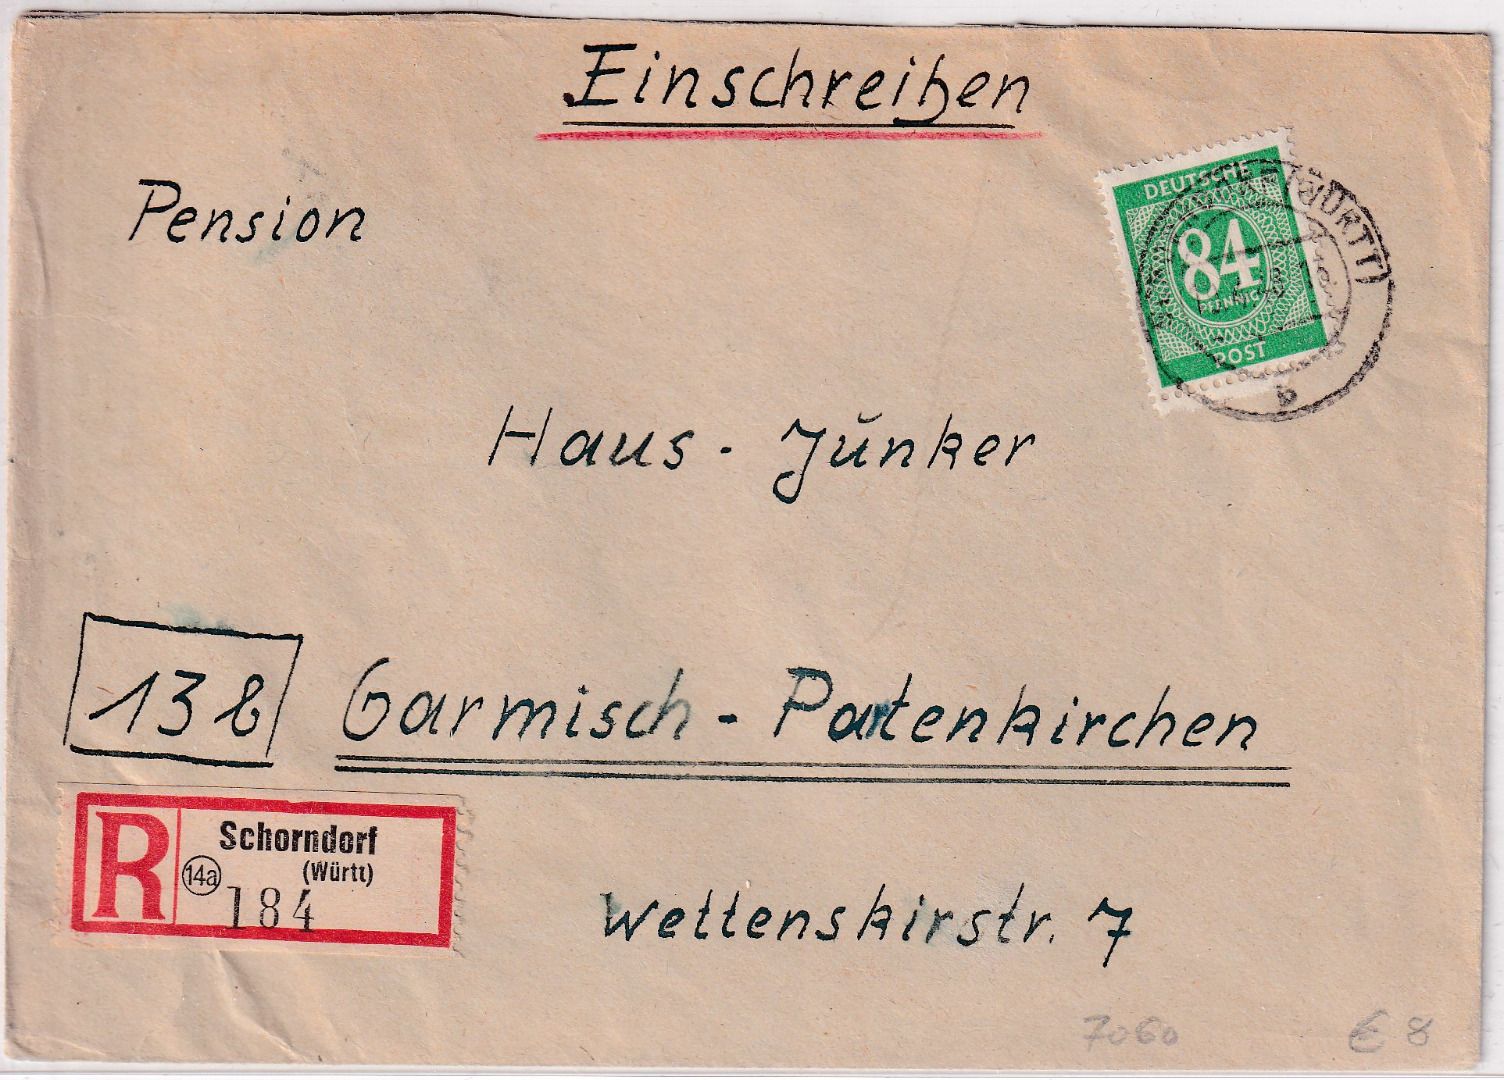 Einschreiben
Pension
DEUTSCHE
84
PFENNIG
POST
(WÜRTT)
b
Haus - Junker
13b Garmisch - Partenkirchen
R
Schorndorf
(Württ)
14a
184
Wettenskirstr. 7
7060
€ 8